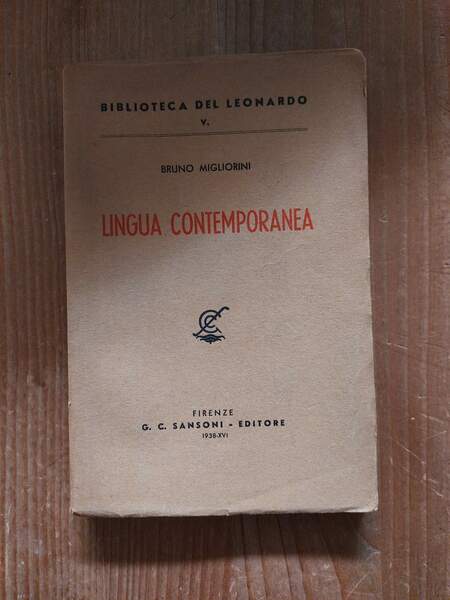 BIBLIOTECA DEL LEONARDO
V.
BRUNO MIGLIORINI
LINGUA CONTEMPORANEA
FIRENZE
G. C. SANSONI - EDITORE
1938-XVI